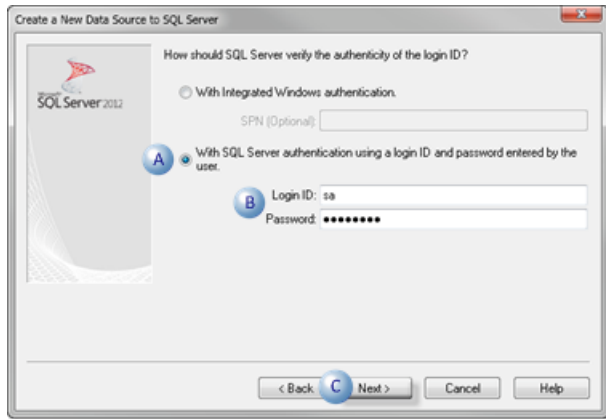 Create a New Data Source to SQL Server
How should SQL Server verify the authenticity of the login ID?
Microsoft
SQL Server 2012
With Integrated Windows authentication.
SPN (Optional):
A
With SQL Server authentication using a login ID and password entered by the
user.
B
Login ID: sa
Password: ●●●●●●●●
< Back
C
Next >
Cancel
Help